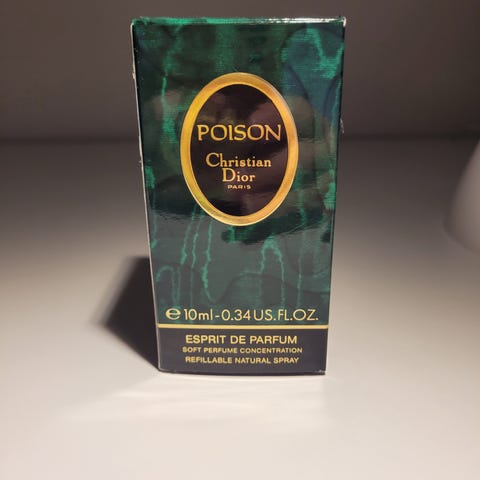 POISON
Christian
Dior
PARIS
℮ 10ml-0.34 US.FL.OZ.
ESPRIT DE PARFUM
SOFT PERFUME CONCENTRATION
REFILLABLE NATURAL SPRAY